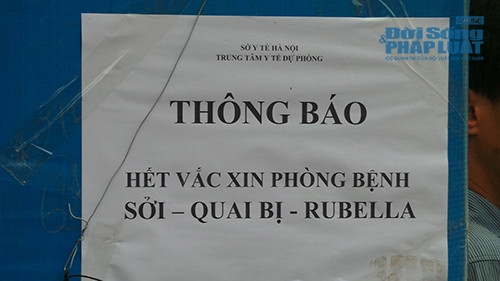 Đời Sống
& PHÁP LUẬT
SỞ Y TẾ HÀ NỘI
TRUNG TÂM Y TẾ DỰ PHÒNG
THÔNG BÁO
HẾT VẮC XIN PHÒNG BỆNH
SỞI – QUAI BỊ - RUBELLA